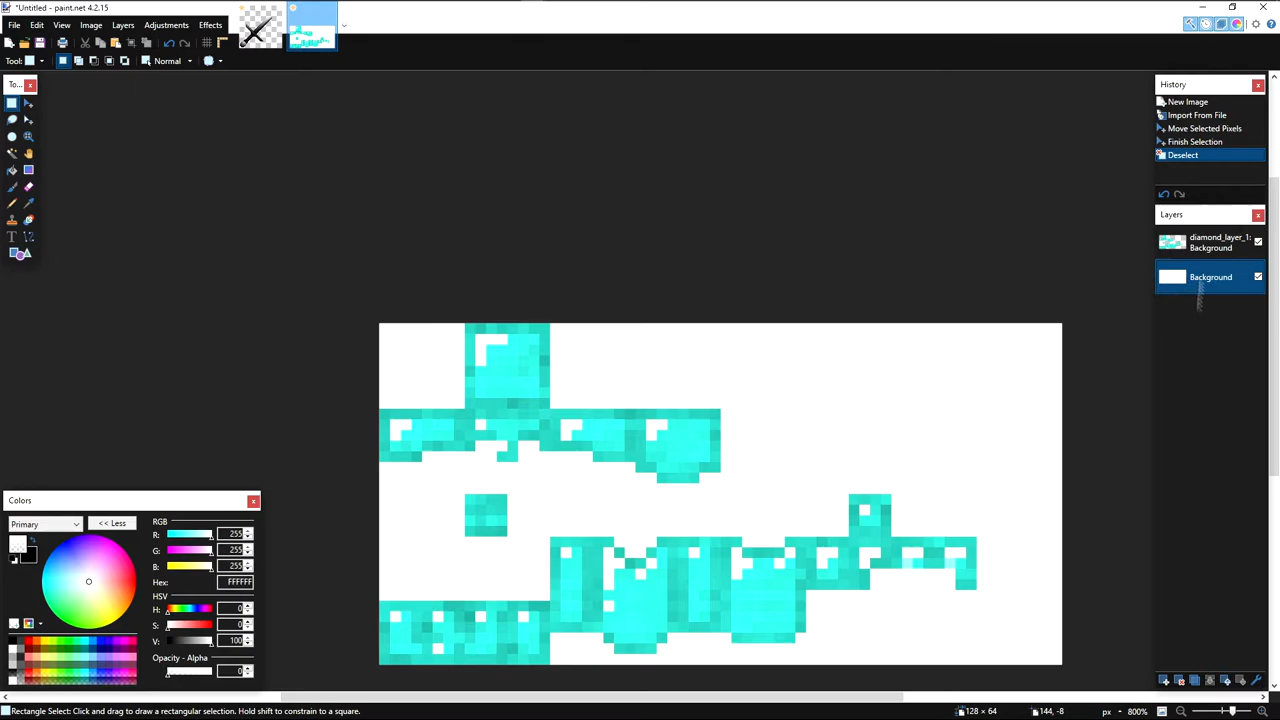 *Untitled - paint.net 4.2.15
File Edit View Image Layers Adjustments Effects
Tool: Normal
To...
History
New Image
Import From File
Move Selected Pixels
Finish Selection
Deselect
Layers
diamond_layer_1:
Background
Background
Colors
Primary
<< Less
RGB
R: 255
G: 255
B: 255
Hex: FFFFFF
HSV
H: 0
S: 0
V: 100
Opacity - Alpha
0
Rectangle Select: Click and drag to draw a rectangular selection. Hold shift to constrain to a square. 128 × 64 144, -8 px 800%